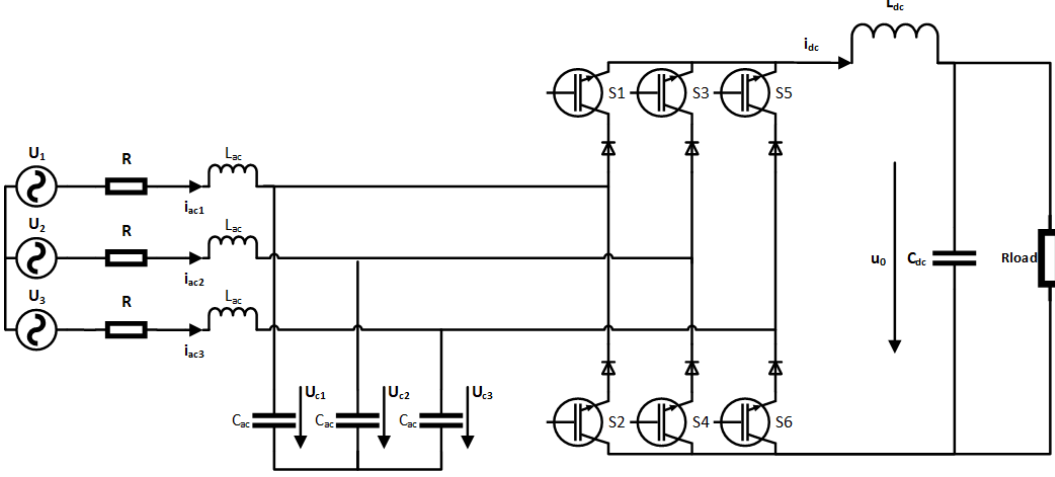 Ldc
idc
S1
S3
S5
U1
R
Lac
iac1
U2
R
Lac
iac2
u0
Cdc
Rload
U3
R
Lac
iac3
Uc1
Uc2
Uc3
Cac
Cac
Cac
S2
S4
S6